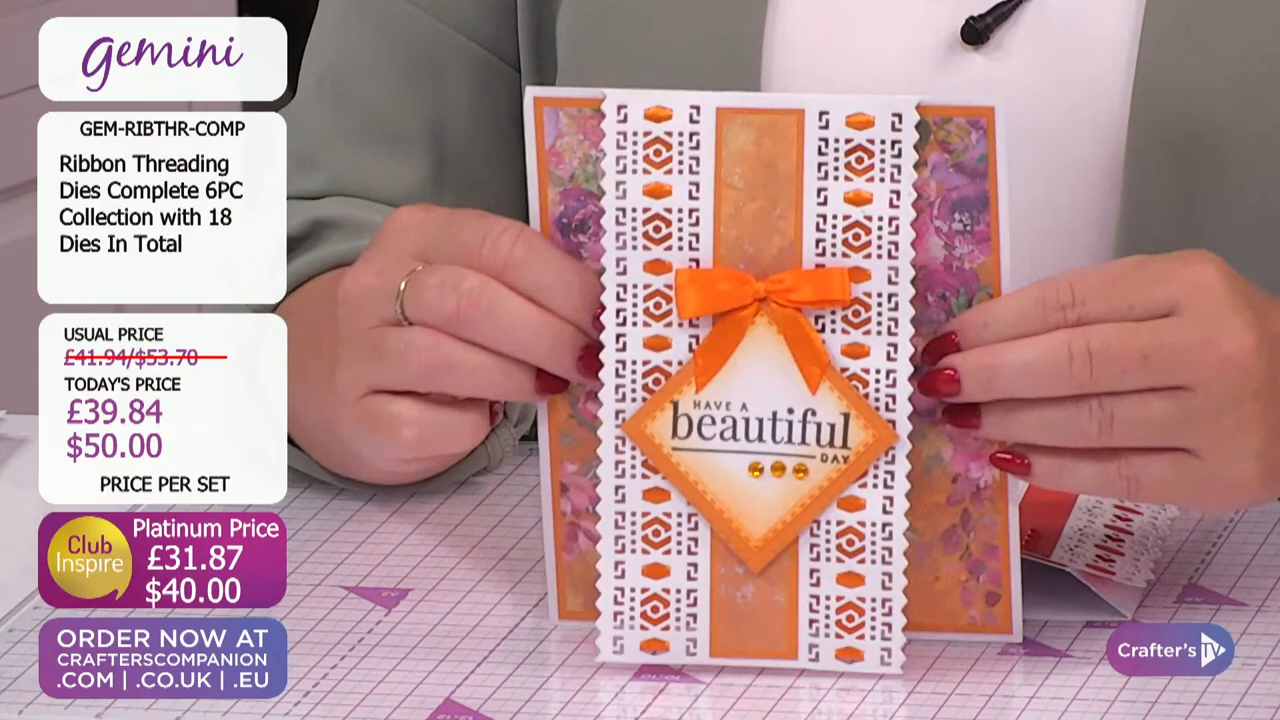 gemini
GEM-RIBTHR-COMP
Ribbon Threading
Dies Complete 6PC
Collection with 18
Dies In Total
USUAL PRICE
£41.94/$53.70
TODAY'S PRICE
£39.84
$50.00
PRICE PER SET
Club
Inspire
Platinum Price
£31.87
$40.00
ORDER NOW AT
CRAFTERSCOMPANION
.COM | .CO.UK | .EU
HAVE A
beautiful
DAY
Crafter's TV